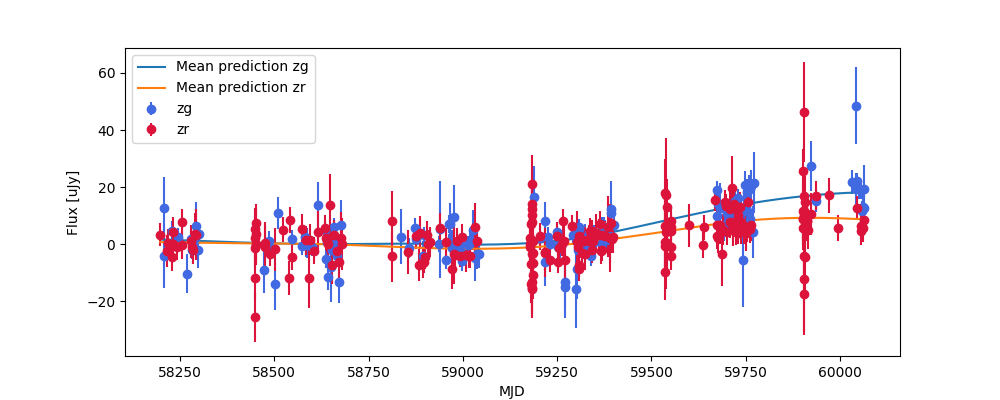 Mean prediction zg
Mean prediction zr
zg
zr
Flux [uJy]
60
40
20
0
−20
58250 58500 58750 59000 59250 59500 59750 60000
MJD